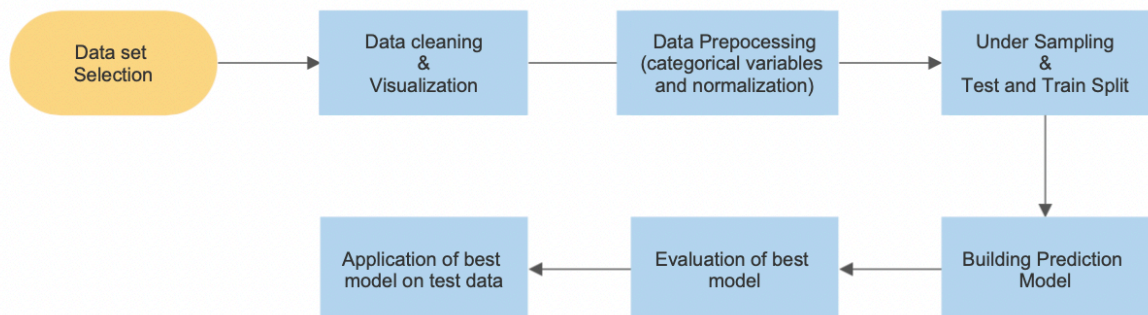 Data set
Selection
Data cleaning
&
Visualization
Data Prepocessing
(categorical variables
and normalization)
Under Sampling
&
Test and Train Split
Building Prediction
Model
Evaluation of best
model
Application of best
model on test data